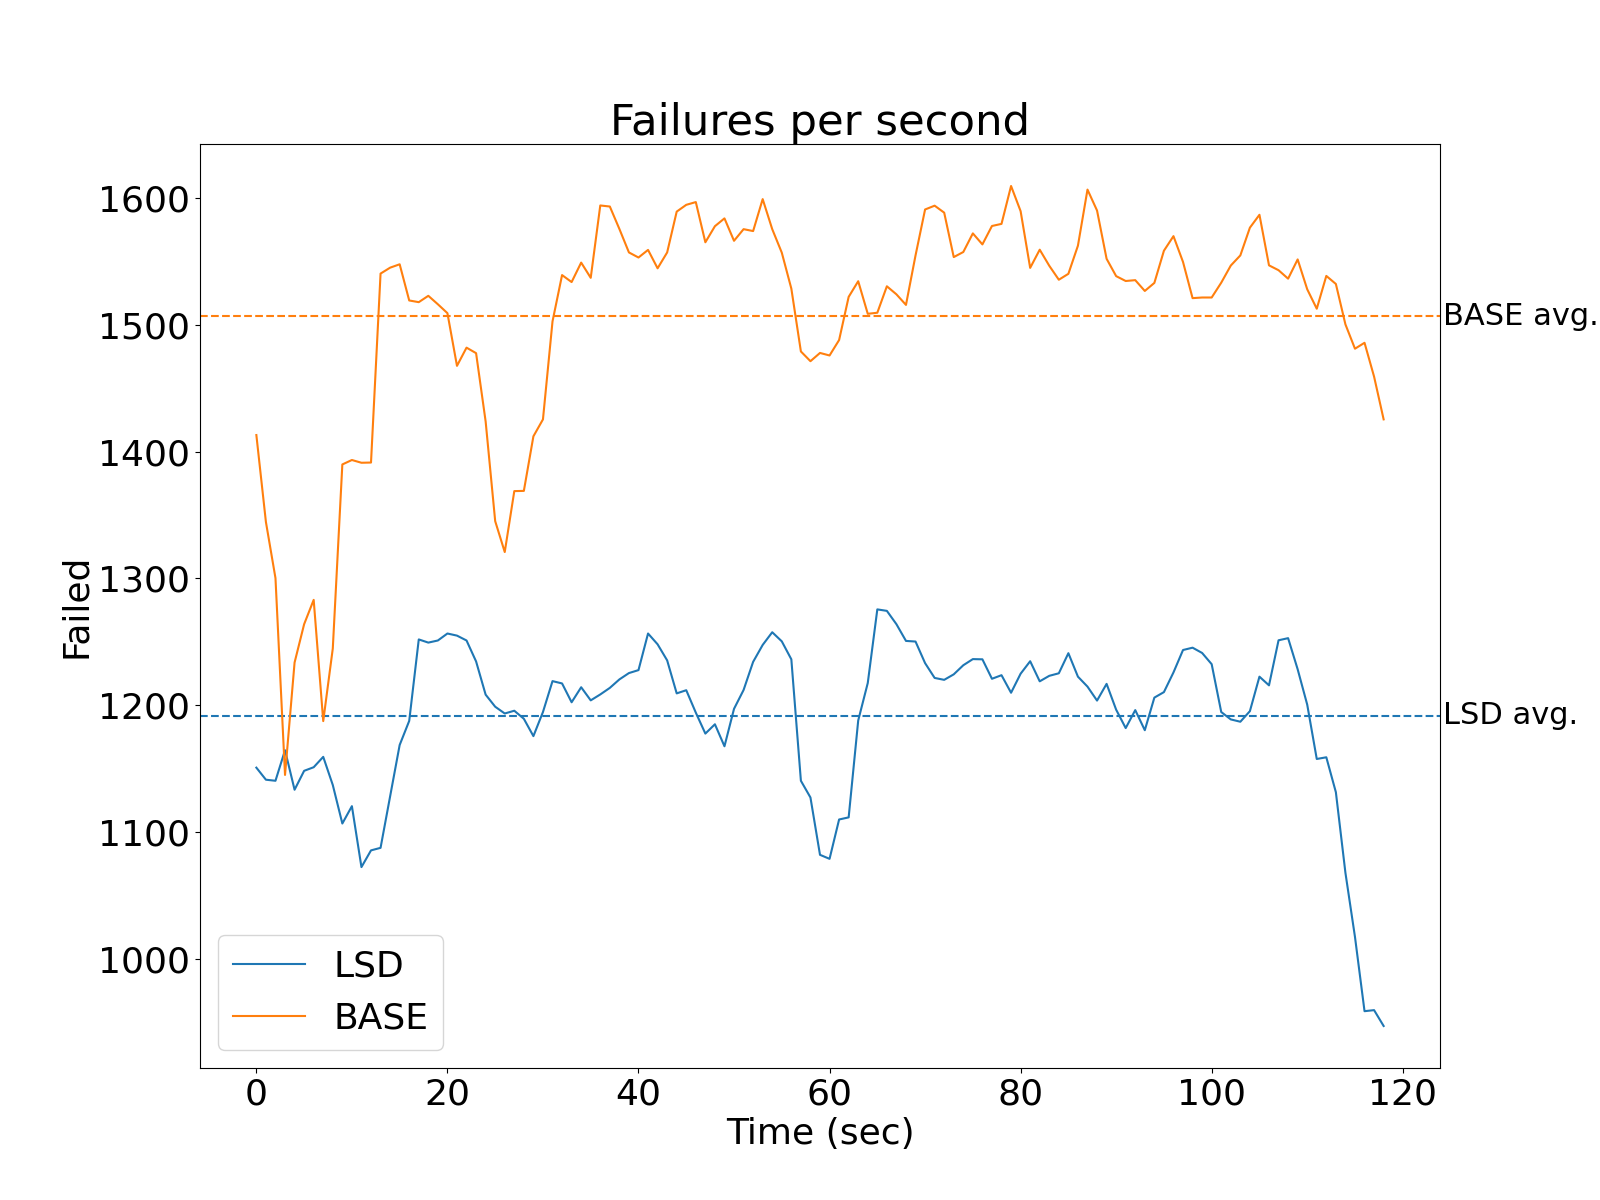 Failures per second
1600
1500
1400
1300
1200
1100
1000
Failed
BASE avg.
LSD avg.
LSD
BASE
0 20 40 60 80 100 120
Time (sec)